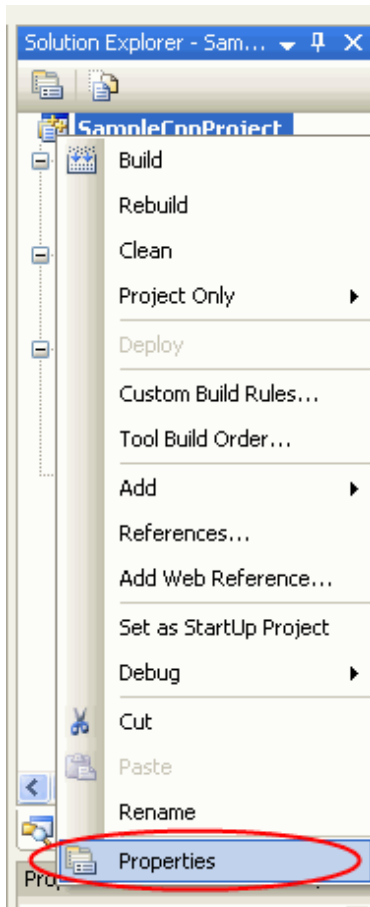 Solution Explorer - Sam...
SampleCppProject
Build
Rebuild
Clean
Project Only
Deploy
Custom Build Rules...
Tool Build Order...
Add
References...
Add Web Reference...
Set as StartUp Project
Debug
Cut
Paste
Rename
Properties